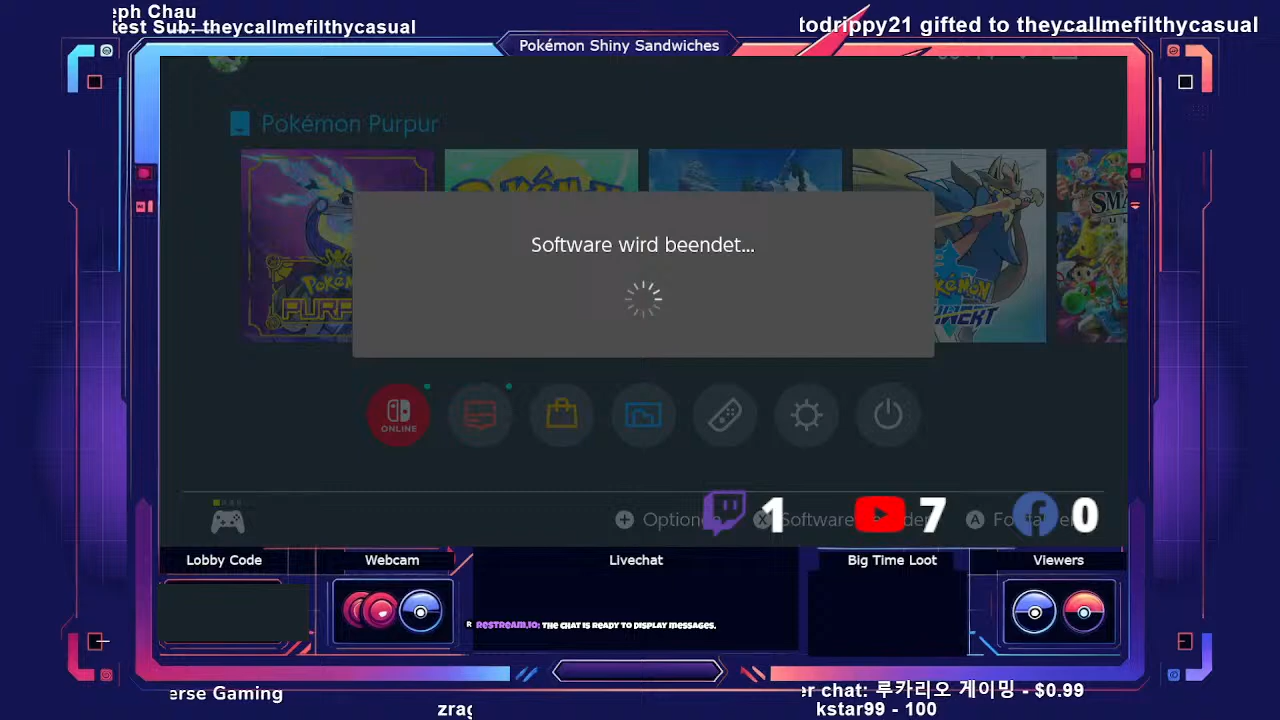 eph Chau
test Sub: theycallmefilthycasual
todrippy21 gifted to theycallmefilthycasual
Pokémon Shiny Sandwiches
Pokémon Purpur
Software wird beendet...
ONLINE
Option
Software
1
7
0
Lobby Code
Webcam
Livechat
Big Time Loot
Viewers
RESTREAM.IO: THE CHAT IS READY TO DISPLAY MESSAGES.
erse Gaming
zrag
er chat: 루카리오 게이밍 - $0.99
kstar99 - 100